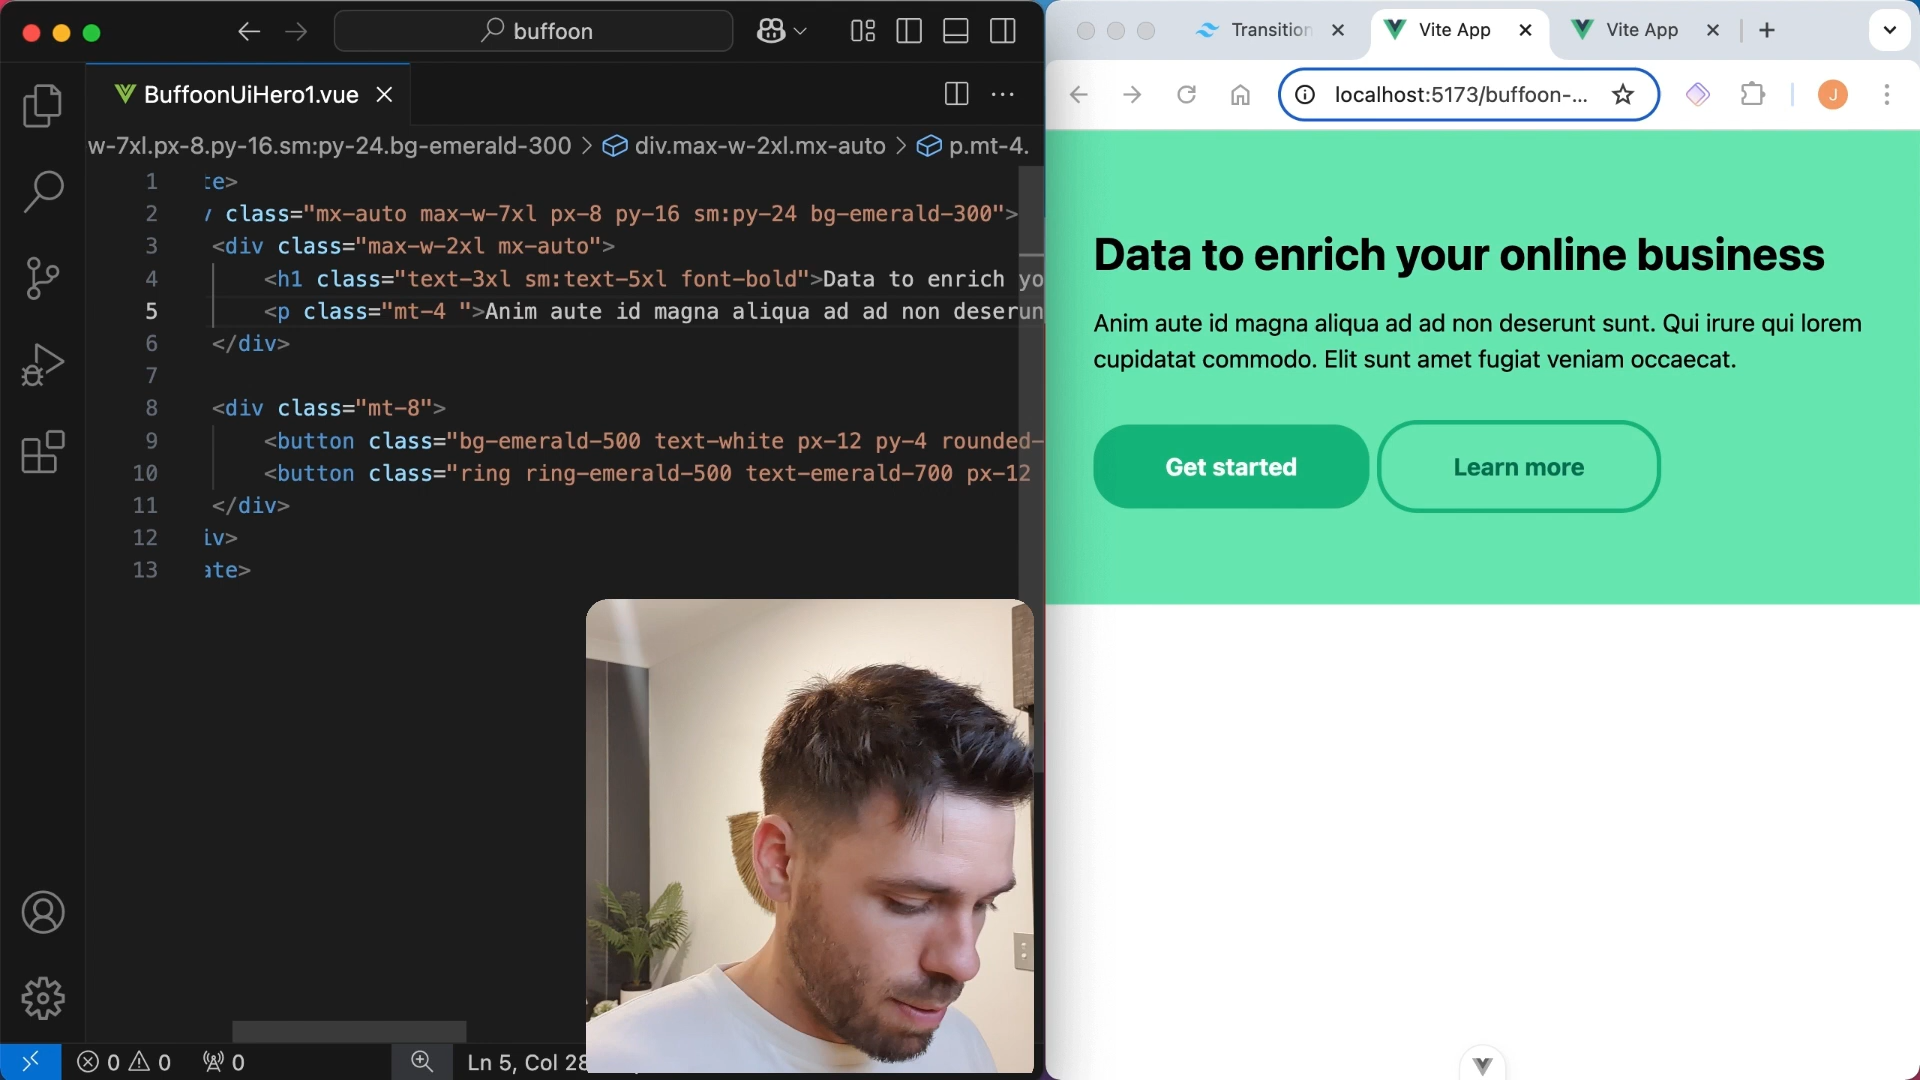 buffoon
BuffoonUiHero1.vue
w-7xl.px-8.py-16.sm:py-24.bg-emerald-300 > div.max-w-2xl.mx-auto > p.mt-4.
1 te>
2 / class="mx-auto max-w-7xl px-8 py-16 sm:py-24 bg-emerald-300">
3 <div class="max-w-2xl mx-auto">
4 <h1 class="text-3xl sm:text-5xl font-bold">Data to enrich yo
5 <p class="mt-4 ">Anim aute id magna aliqua ad ad non deserun
6 </div>
7
8 <div class="mt-8">
9 <button class="bg-emerald-500 text-white px-12 py-4 rounded-
10 <button class="ring ring-emerald-500 text-emerald-700 px-12
11 </div>
12 iv>
13 ate>
0 0 0
Ln 5, Col 28
Transition
Vite App
Vite App
localhost:5173/buffoon-...
J
Data to enrich your online business
Anim aute id magna aliqua ad ad non deserunt sunt. Qui irure qui lorem
cupidatat commodo. Elit sunt amet fugiat veniam occaecat.
Get started
Learn more